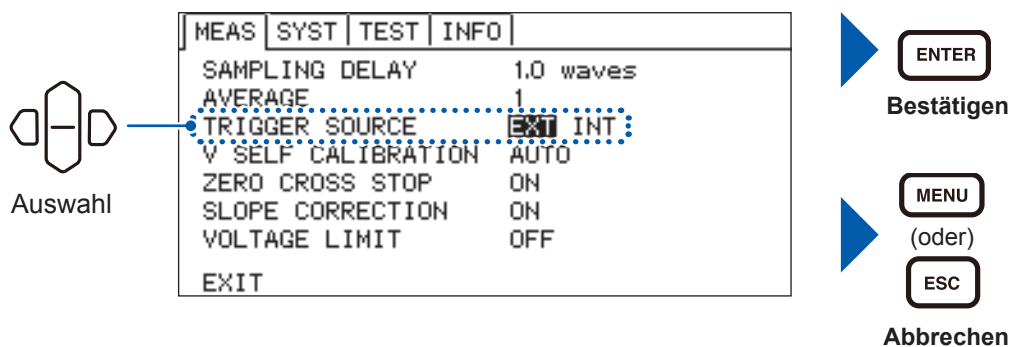 MEAS SYST TEST INFO
SAMPLING DELAY 1.0 waves
AVERAGE 1
TRIGGER SOURCE EXT INT
V SELF CALIBRATION AUTO
ZERO CROSS STOP ON
SLOPE CORRECTION ON
VOLTAGE LIMIT OFF
EXIT
Auswahl
ENTER
Bestätigen
MENU
(oder)
ESC
Abbrechen